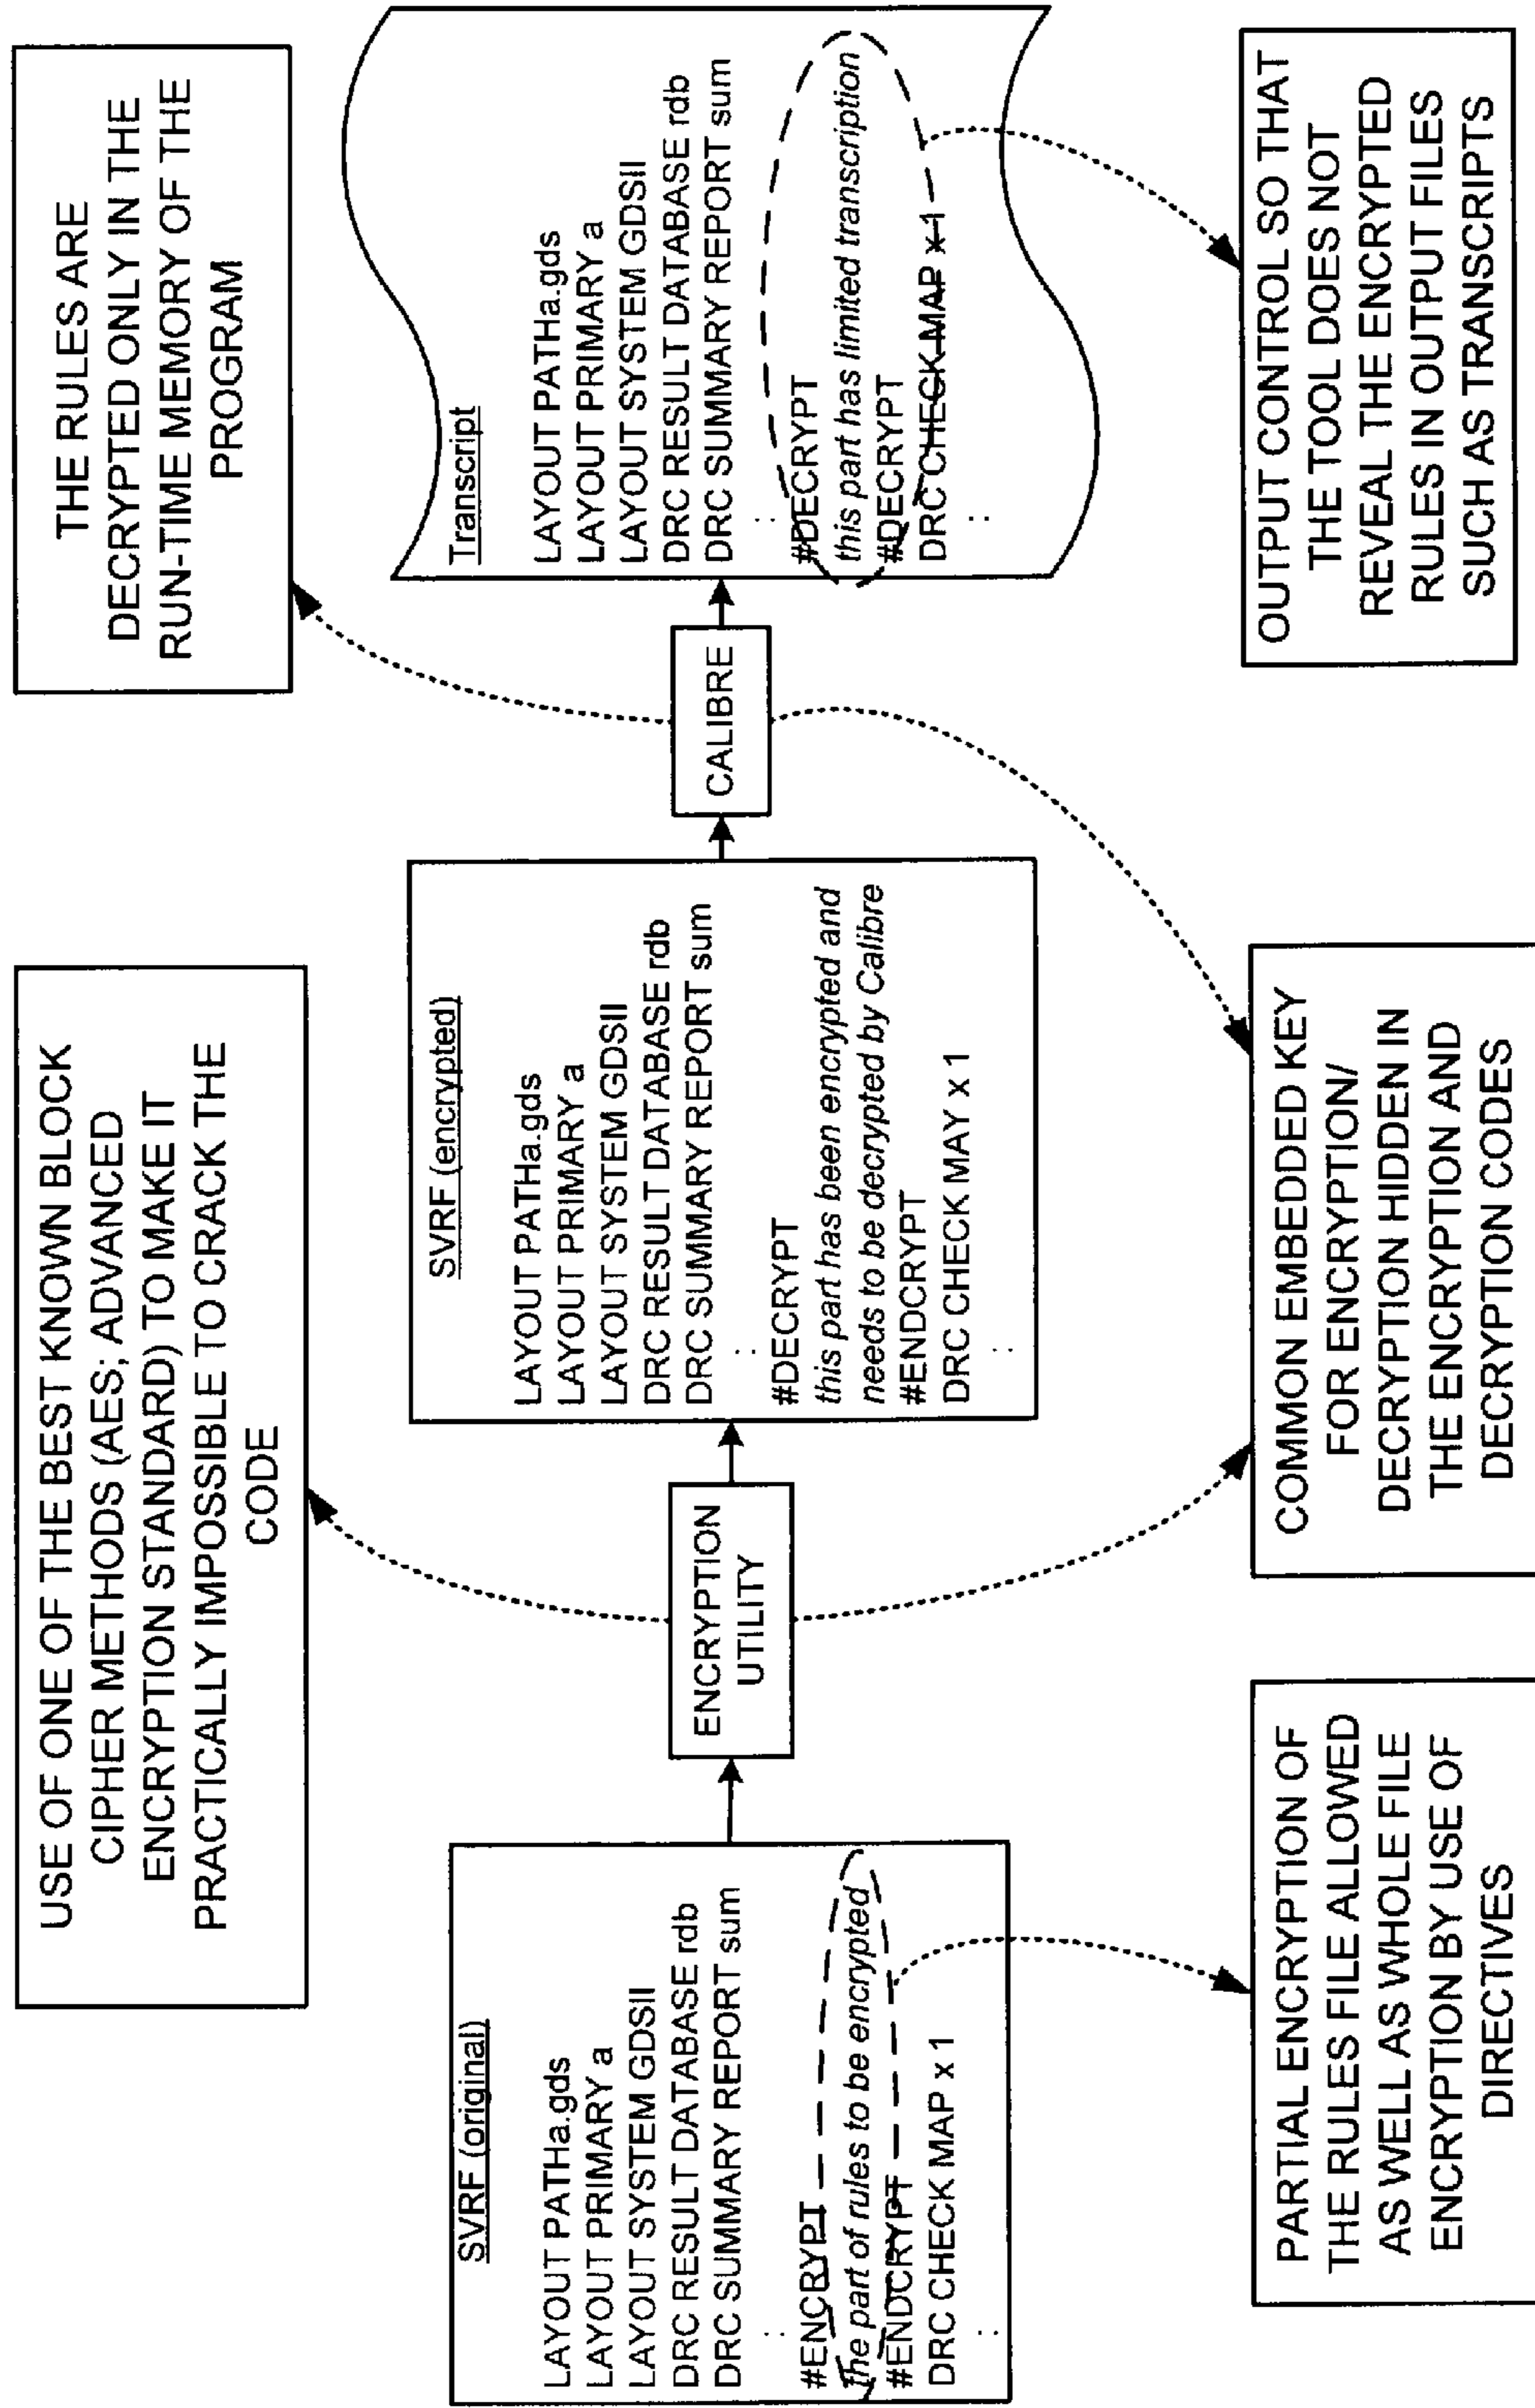 USE OF ONE OF THE BEST KNOWN BLOCK
CIPHER METHODS (AES; ADVANCED
ENCRYPTION STANDARD) TO MAKE IT
PRACTICALLY IMPOSSIBLE TO CRACK THE
CODE
THE RULES ARE
DECRYPTED ONLY IN THE
RUN-TIME MEMORY OF THE
PROGRAM
SVRF (original)
LAYOUT PATHa.gds
LAYOUT PRIMARY a
LAYOUT SYSTEM GDSII
DRC RESULT DATABASE rdb
DRC SUMMARY REPORT sum
:
#ENCRYPT
the part of rules to be encrypted
#ENDCRYPT
DRC CHECK MAP x 1
:
ENCRYPTION
UTILITY
SVRF (encrypted)
LAYOUT PATHa.gds
LAYOUT PRIMARY a
LAYOUT SYSTEM GDSII
DRC RESULT DATABASE rdb
DRC SUMMARY REPORT sum
:
#DECRYPT
this part has been encrypted and
needs to be decrypted by Calibre
#ENDCRYPT
DRC CHECK MAY x 1
:
CALIBRE
Transcript
LAYOUT PATHa.gds
LAYOUT PRIMARY a
LAYOUT SYSTEM GDSII
DRC RESULT DATABASE rdb
DRC SUMMARY REPORT sum
:
#DECRYPT
this part has limited transcription
#DECRYPT
DRC CHECK MAP x 1
:
PARTIAL ENCRYPTION OF
THE RULES FILE ALLOWED
AS WELL AS WHOLE FILE
ENCRYPTION BY USE OF
DIRECTIVES
COMMON EMBEDDED KEY
FOR ENCRYPTION/
DECRYPTION HIDDEN IN
THE ENCRYPTION AND
DECRYPTION CODES
OUTPUT CONTROL SO THAT
THE TOOL DOES NOT
REVEAL THE ENCRYPTED
RULES IN OUTPUT FILES
SUCH AS TRANSCRIPTS